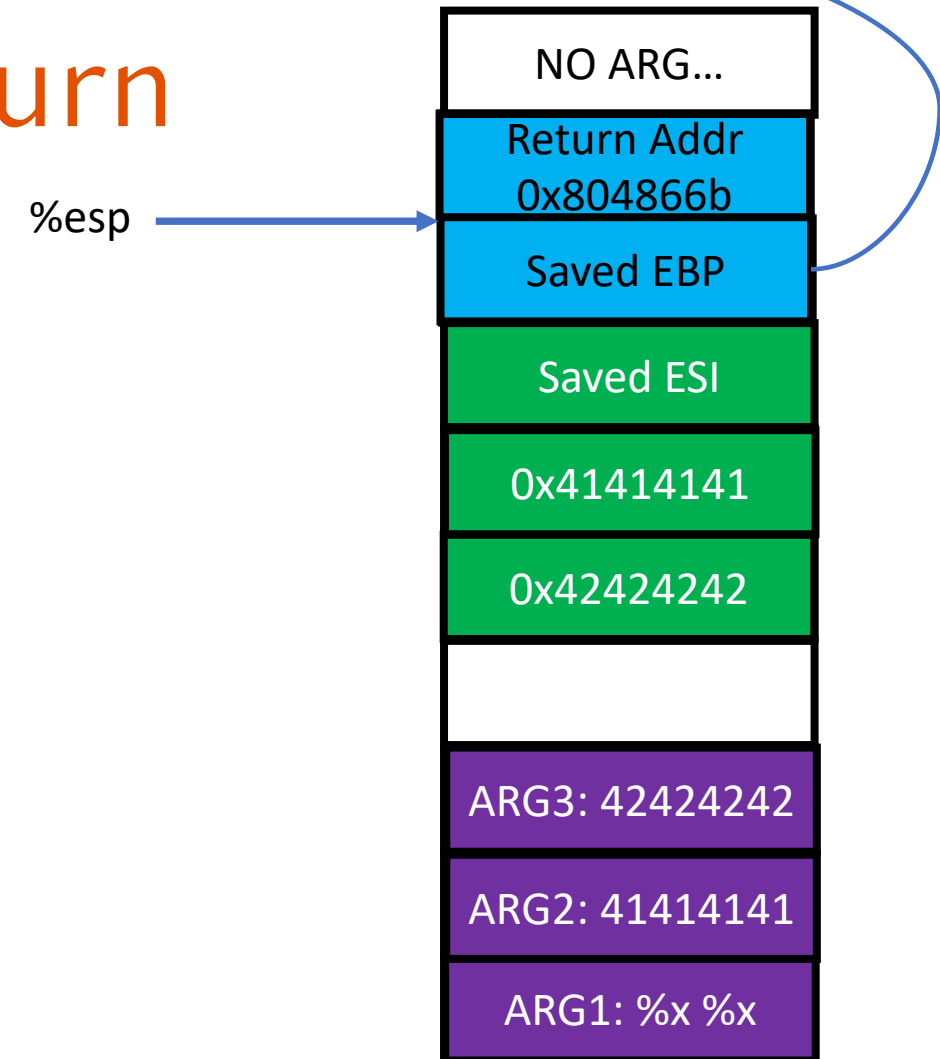 urn
NO ARG…
Return Addr
0x804866b
%esp
Saved EBP
Saved ESI
0x41414141
0x42424242
ARG3: 42424242
ARG2: 41414141
ARG1: %x %x